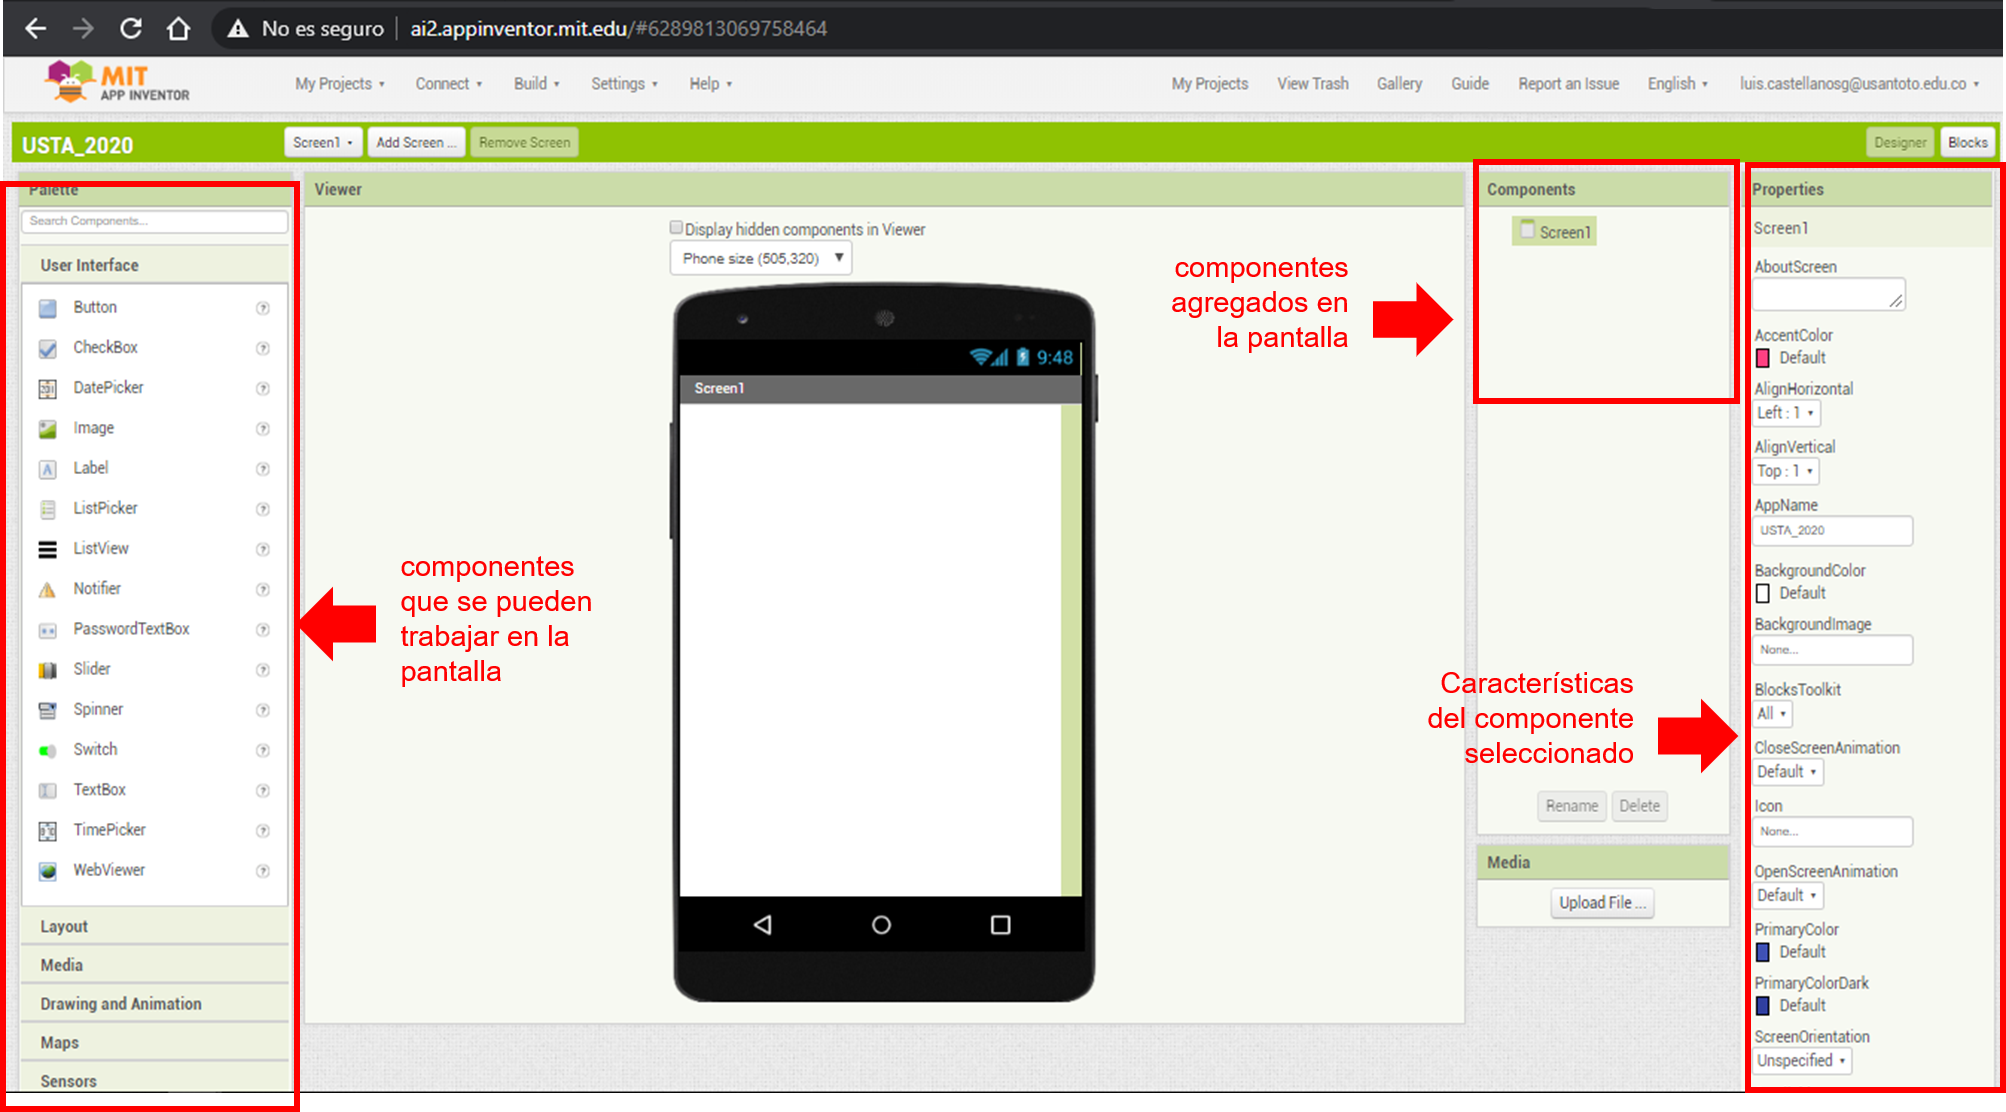 No es seguro | ai2.appinventor.mit.edu/#6289813069758464
MIT
APP INVENTOR
My Projects Connect Build Settings Help My Projects View Trash Gallery Guide Report an Issue English luis.castellanosg@usantoto.edu.co
USTA_2020 Screen1 Add Screen ... Remove Screen Designer Blocks
Palette
Search Components...
User Interface
Button
CheckBox
DatePicker
Image
Label
ListPicker
ListView
Notifier
PasswordTextBox
Slider
Spinner
Switch
TextBox
TimePicker
WebViewer
Layout
Media
Drawing and Animation
Maps
Sensors
componentes
que se pueden
trabajar en la
pantalla
Viewer
Display hidden components in Viewer
Phone size (505,320)
9:48
Screen1
componentes
agregados en
la pantalla
Características
del componente
seleccionado
Components
Screen1
Rename Delete
Media
Upload File ...
Properties
Screen1
AboutScreen
AccentColor
Default
AlignHorizontal
Left : 1
AlignVertical
Top : 1
AppName
USTA_2020
BackgroundColor
Default
BackgroundImage
None...
BlocksToolkit
All
CloseScreenAnimation
Default
Icon
None...
OpenScreenAnimation
Default
PrimaryColor
Default
PrimaryColorDark
Default
ScreenOrientation
Unspecified